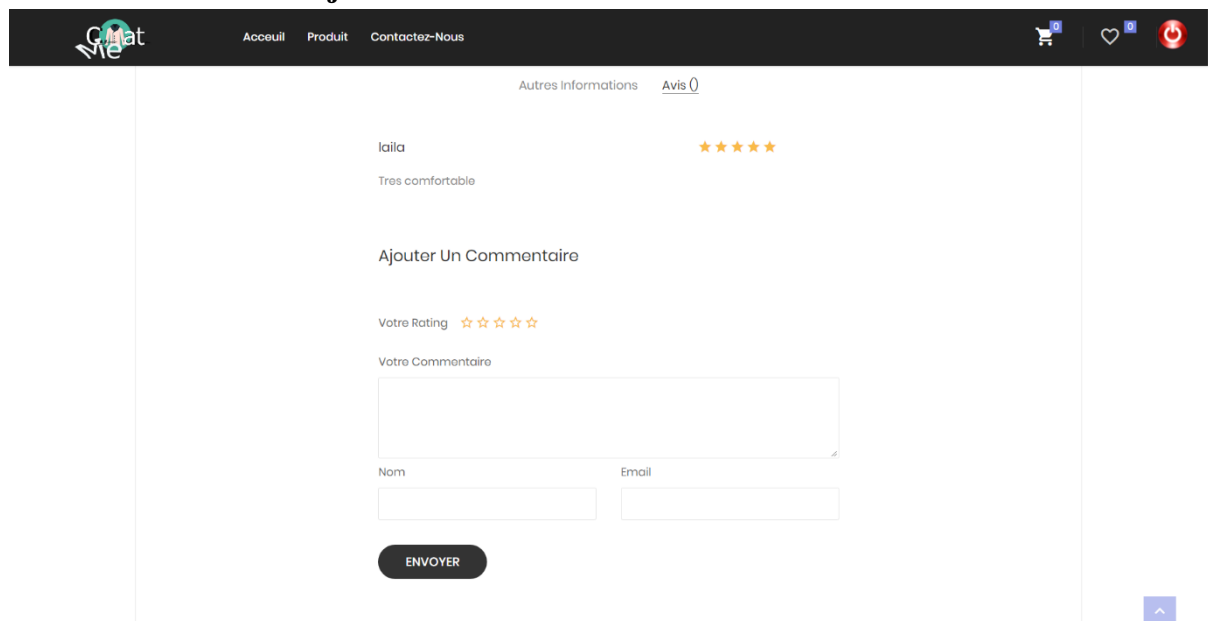 Acceuil Produit Contactez-Nous 0 0
Autres Informations Avis ()
laila
Tres comfortable
Ajouter Un Commentaire
Votre Rating
Votre Commentaire
Nom Email
ENVOYER